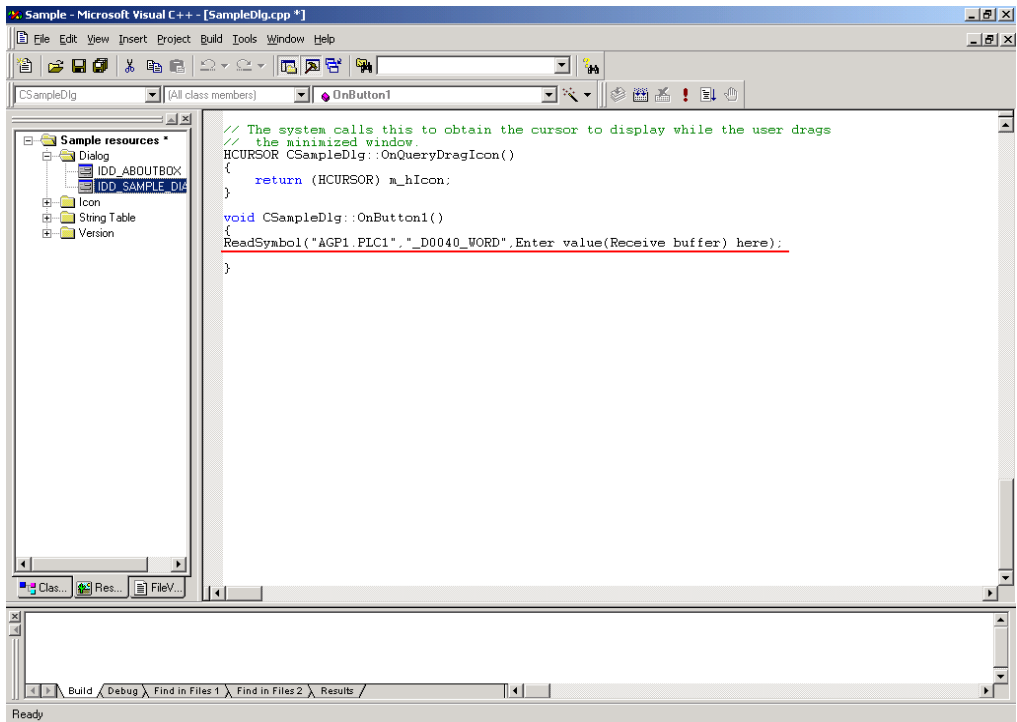 Sample - Microsoft Visual C++ - [SampleDlg.cpp *]
File Edit View Insert Project Build Tools Window Help
CSampleDlg (All class members) OnButton1
Sample resources *
Dialog
IDD_ABOUTBOX
IDD_SAMPLE_DIA
Icon
String Table
Version
Clas... Res... FileV...
// The system calls this to obtain the cursor to display while the user drags
//  the minimized window.
HCURSOR CSampleDlg::OnQueryDragIcon()
{
return (HCURSOR) m_hIcon;
}
void CSampleDlg::OnButton1()
{
ReadSymbol("AGP1.PLC1","_D0040_WORD",Enter value(Receive buffer) here);
}
Build Debug Find in Files 1 Find in Files 2 Results
Ready